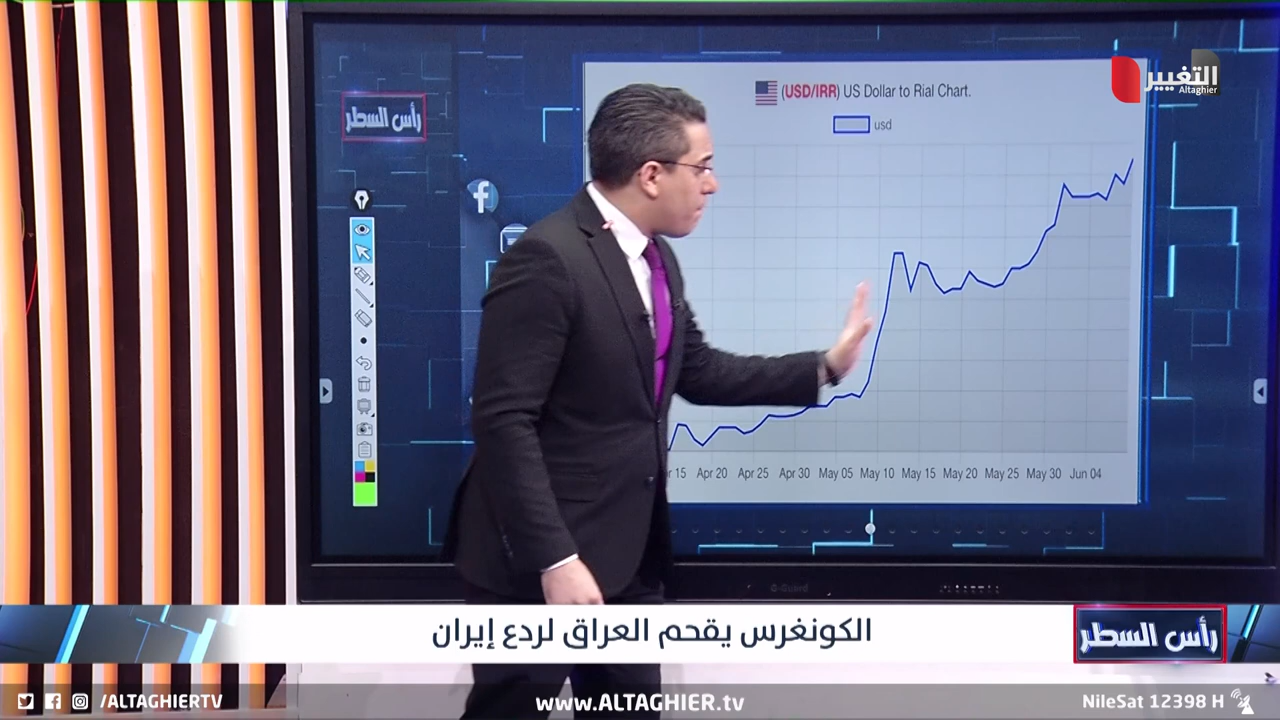 (USD/IRR) US Dollar to Rial Chart.
usd
التغيير
Altaghier
رأس السطر
15 Apr 20 Apr 25 Apr 30 May 05 May 10 May 15 May 20 May 25 May 30 Jun 04
الكونغرس يقحم العراق لردع إيران
رأس السطر
/ALTAGHIERTV
www.ALTAGHIER.tv
NileSat 12398 H